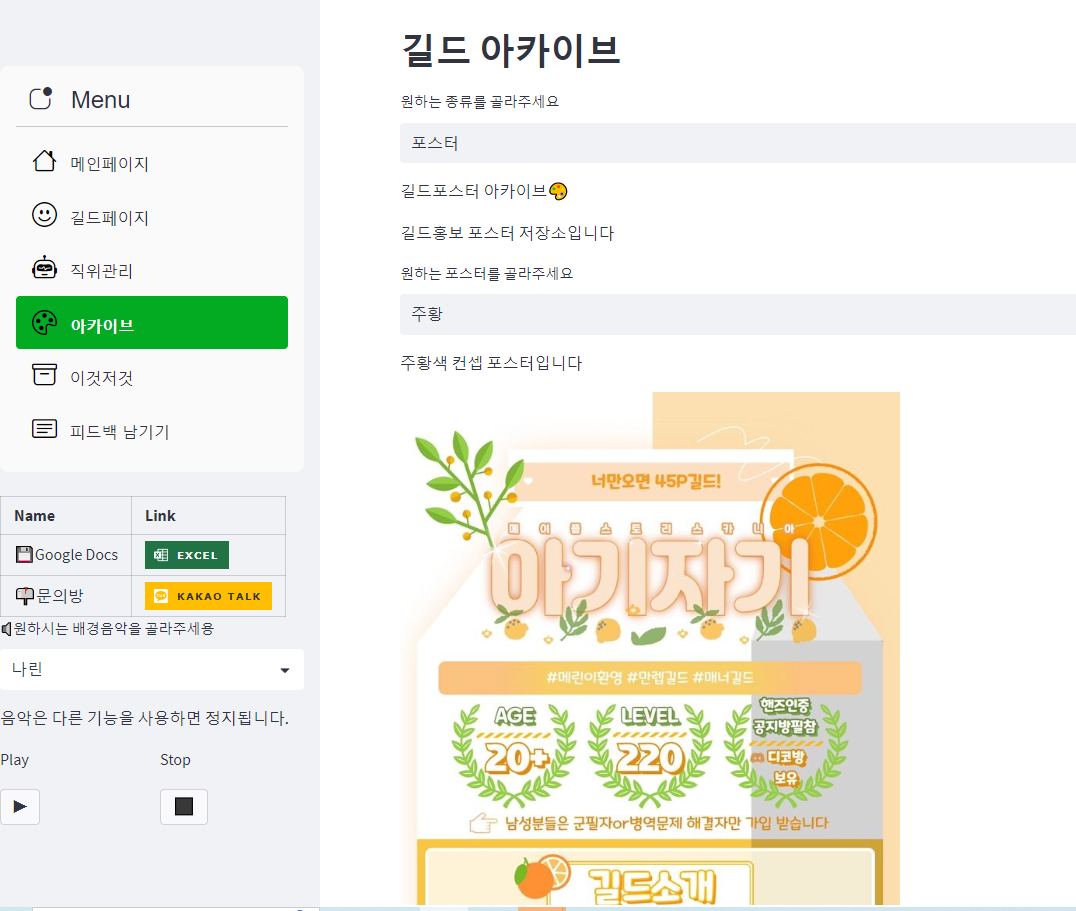 Menu
메인페이지
길드페이지
직위관리
아카이브
이것저것
피드백 남기기
Name Link
Google Docs EXCEL
문의방 KAKAO TALK
원하시는 배경음악을 골라주세용
나린
음악은 다른 기능을 사용하면 정지됩니다.
Play Stop
길드 아카이브
원하는 종류를 골라주세요
포스터
길드포스터 아카이브
길드홍보 포스터 저장소입니다
원하는 포스터를 골라주세요
주황
주황색 컨셉 포스터입니다
너만오면 45P길드!
메이플스토리스카니아
아기자기
#메린이환영 #만렙길드 #매너길드
AGE
20+
LEVEL
220
핸즈인증
공지방필참
디코방
보유
남성분들은 군필자or병역문제 해결자만 가입 받습니다
길드소개